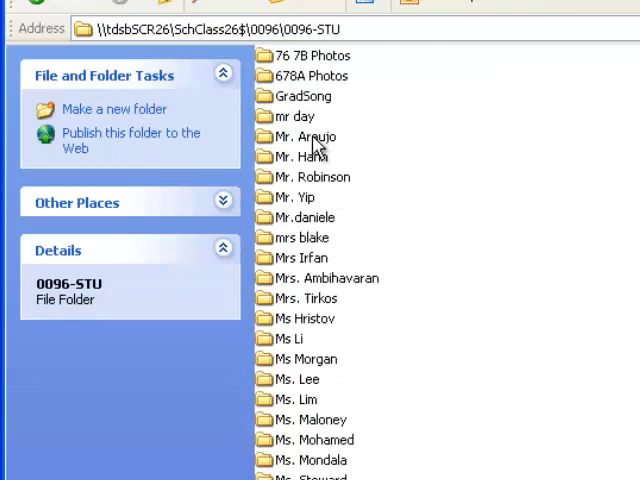 Address \\tdsbSCR26\SchClass26$\0096\0096-STU
File and Folder Tasks
Make a new folder
Publish this folder to the
Web
Other Places
Details
0096-STU
File Folder
76 7B Photos
678A Photos
GradSong
mr day
Mr. Araujo
Mr.
Mr. Robinson
Mr. Yip
Mr.daniele
mrs blake
Mrs Irfan
Mrs. Ambihavaran
Mrs. Tirkos
Ms Hristov
Ms Li
Ms Morgan
Ms. Lee
Ms. Lim
Ms. Maloney
Ms. Mohamed
Ms. Mondala
Ms. Steward